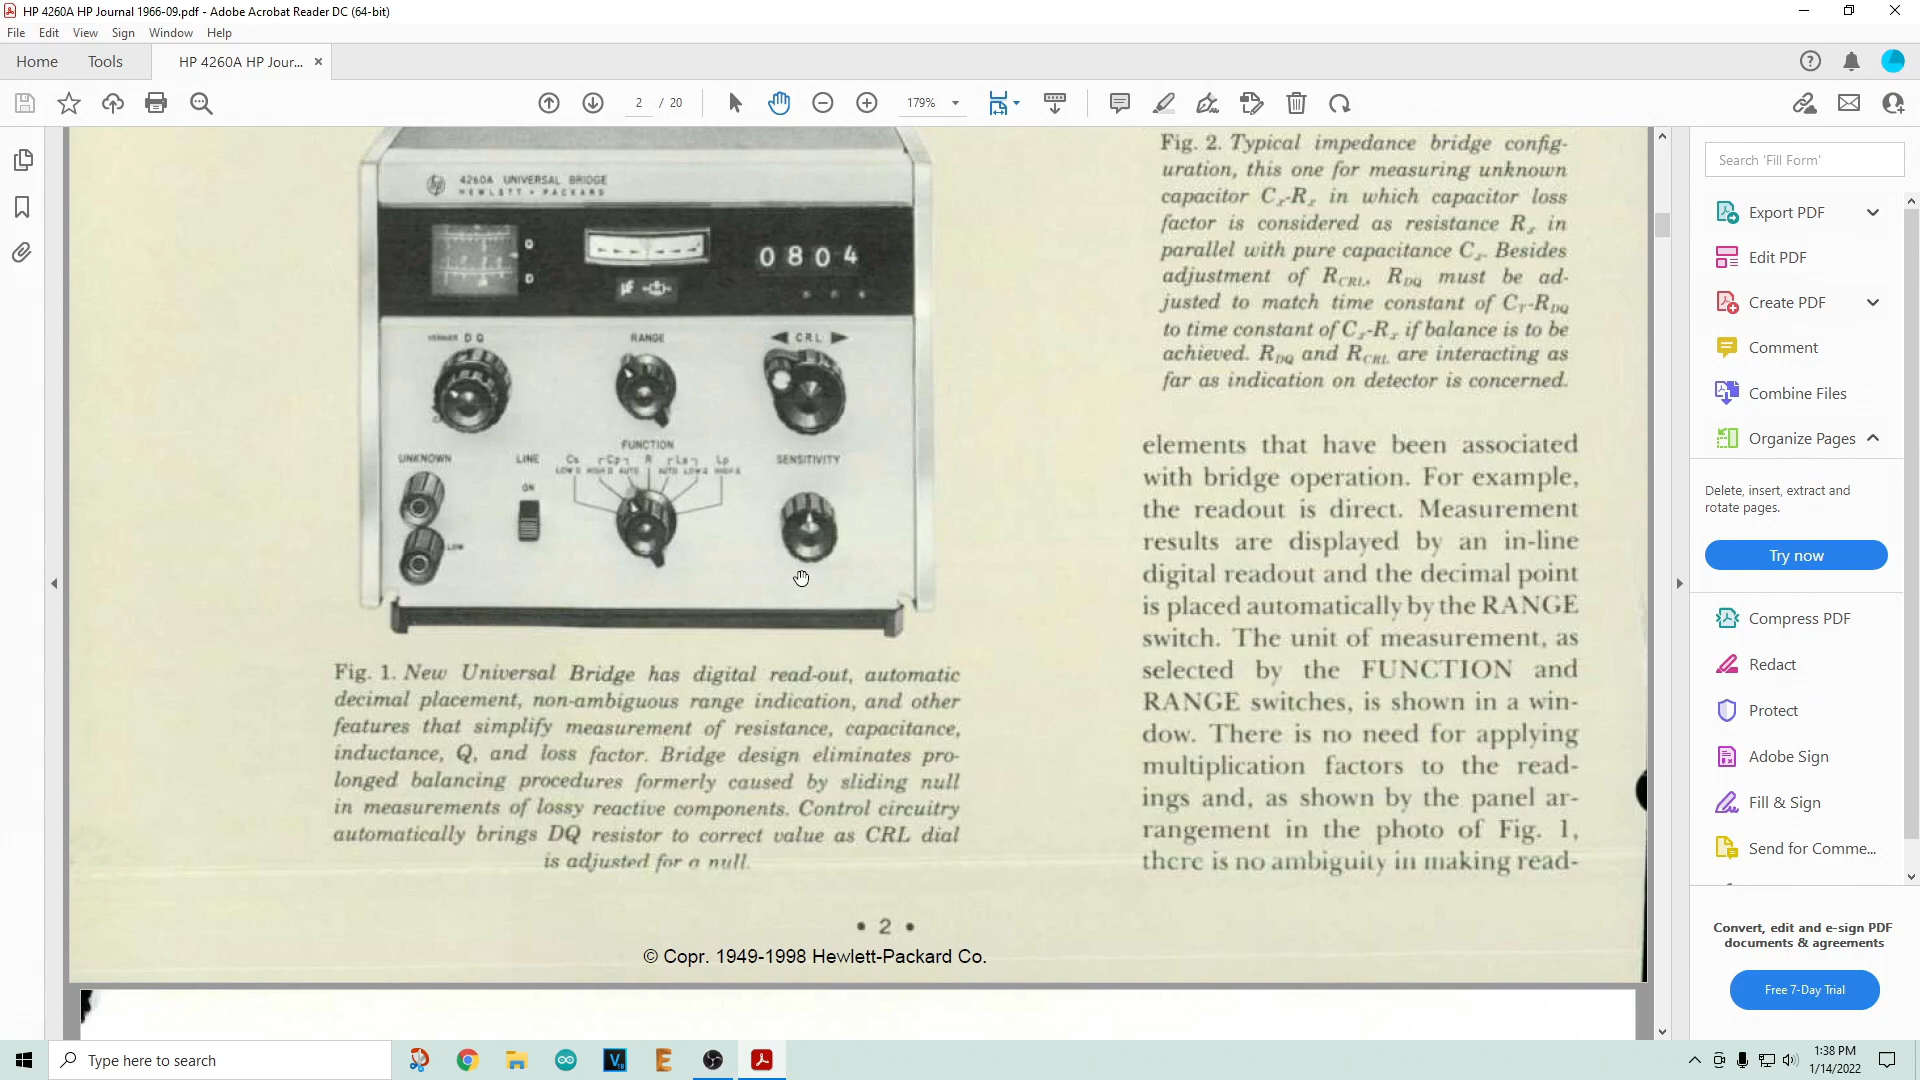 HP 4260A HP Journal 1966-09.pdf - Adobe Acrobat Reader DC (64-bit)
File Edit View Sign Window Help
Home Tools HP 4260A HP Jour... ×
2 / 20 179%
4260A UNIVERSAL BRIDGE
HEWLETT • PACKARD
Q
D
0804
VERNIER D Q
RANGE
◀ CRL ▶
FUNCTION
UNKNOWN
LOW
LINE
ON
Cs Cp R Ls Lp
LOW D HIGH D AUTO AUTO LOW Q HIGH Q
SENSITIVITY
Fig. 1. New Universal Bridge has digital read-out, automatic
decimal placement, non-ambiguous range indication, and other
features that simplify measurement of resistance, capacitance,
inductance, Q, and loss factor. Bridge design eliminates pro-
longed balancing procedures formerly caused by sliding null
in measurements of lossy reactive components. Control circuitry
automatically brings DQ resistor to correct value as CRL dial
is adjusted for a null.
Fig. 2. Typical impedance bridge config-
uration, this one for measuring unknown
capacitor Cx-Rx in which capacitor loss
factor is considered as resistance Rx in
parallel with pure capacitance Cx. Besides
adjustment of RCRL, RDQ must be ad-
justed to match time constant of CT-RDQ
to time constant of Cx-Rx if balance is to be
achieved. RDQ and RCRL are interacting as
far as indication on detector is concerned.
elements that have been associated
with bridge operation. For example,
the readout is direct. Measurement
results are displayed by an in-line
digital readout and the decimal point
is placed automatically by the RANGE
switch. The unit of measurement, as
selected by the FUNCTION and
RANGE switches, is shown in a win-
dow. There is no need for applying
multiplication factors to the read-
ings and, as shown by the panel ar-
rangement in the photo of Fig. 1,
there is no ambiguity in making read-
• 2 •
© Copr. 1949-1998 Hewlett-Packard Co.
Search 'Fill Form'
Export PDF
Edit PDF
Create PDF
Comment
Combine Files
Organize Pages
Delete, insert, extract and
rotate pages.
Try now
Compress PDF
Redact
Protect
Adobe Sign
Fill & Sign
Send for Comme...
Convert, edit and e-sign PDF
documents & agreements
Free 7-Day Trial
Type here to search
1:38 PM
1/14/2022